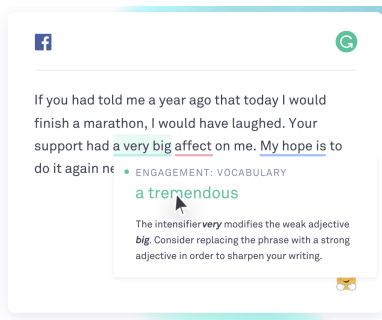 If you had told me a year ago that today I would
finish a marathon, I would have laughed. Your
support had a very big affect on me. My hope is to
do it again ne
ENGAGEMENT: VOCABULARY
a tremendous
The intensifier very modifies the weak adjective
big. Consider replacing the phrase with a strong
adjective in order to sharpen your writing.